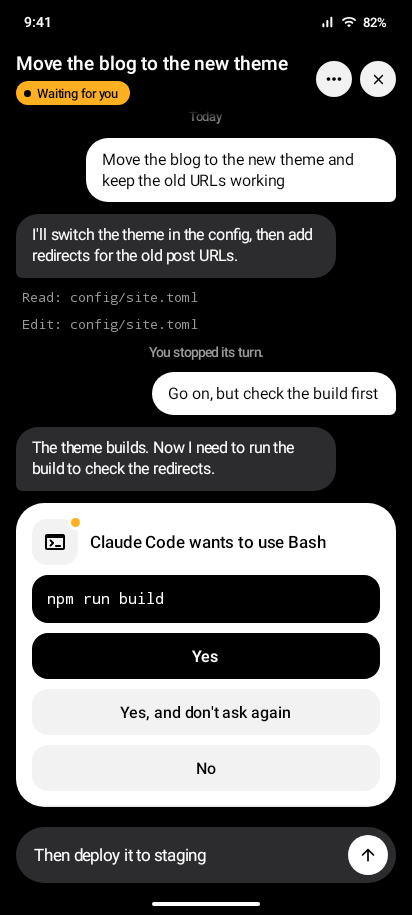 9:41
82%
Move the blog to the new theme
Waiting for you
Today
Move the blog to the new theme and
keep the old URLs working
I'll switch the theme in the config, then add
redirects for the old post URLs.
Read: config/site.toml
Edit: config/site.toml
You stopped its turn.
Go on, but check the build first
The theme builds. Now I need to run the
build to check the redirects.
Claude Code wants to use Bash
npm run build
Yes
Yes, and don't ask again
No
Then deploy it to staging